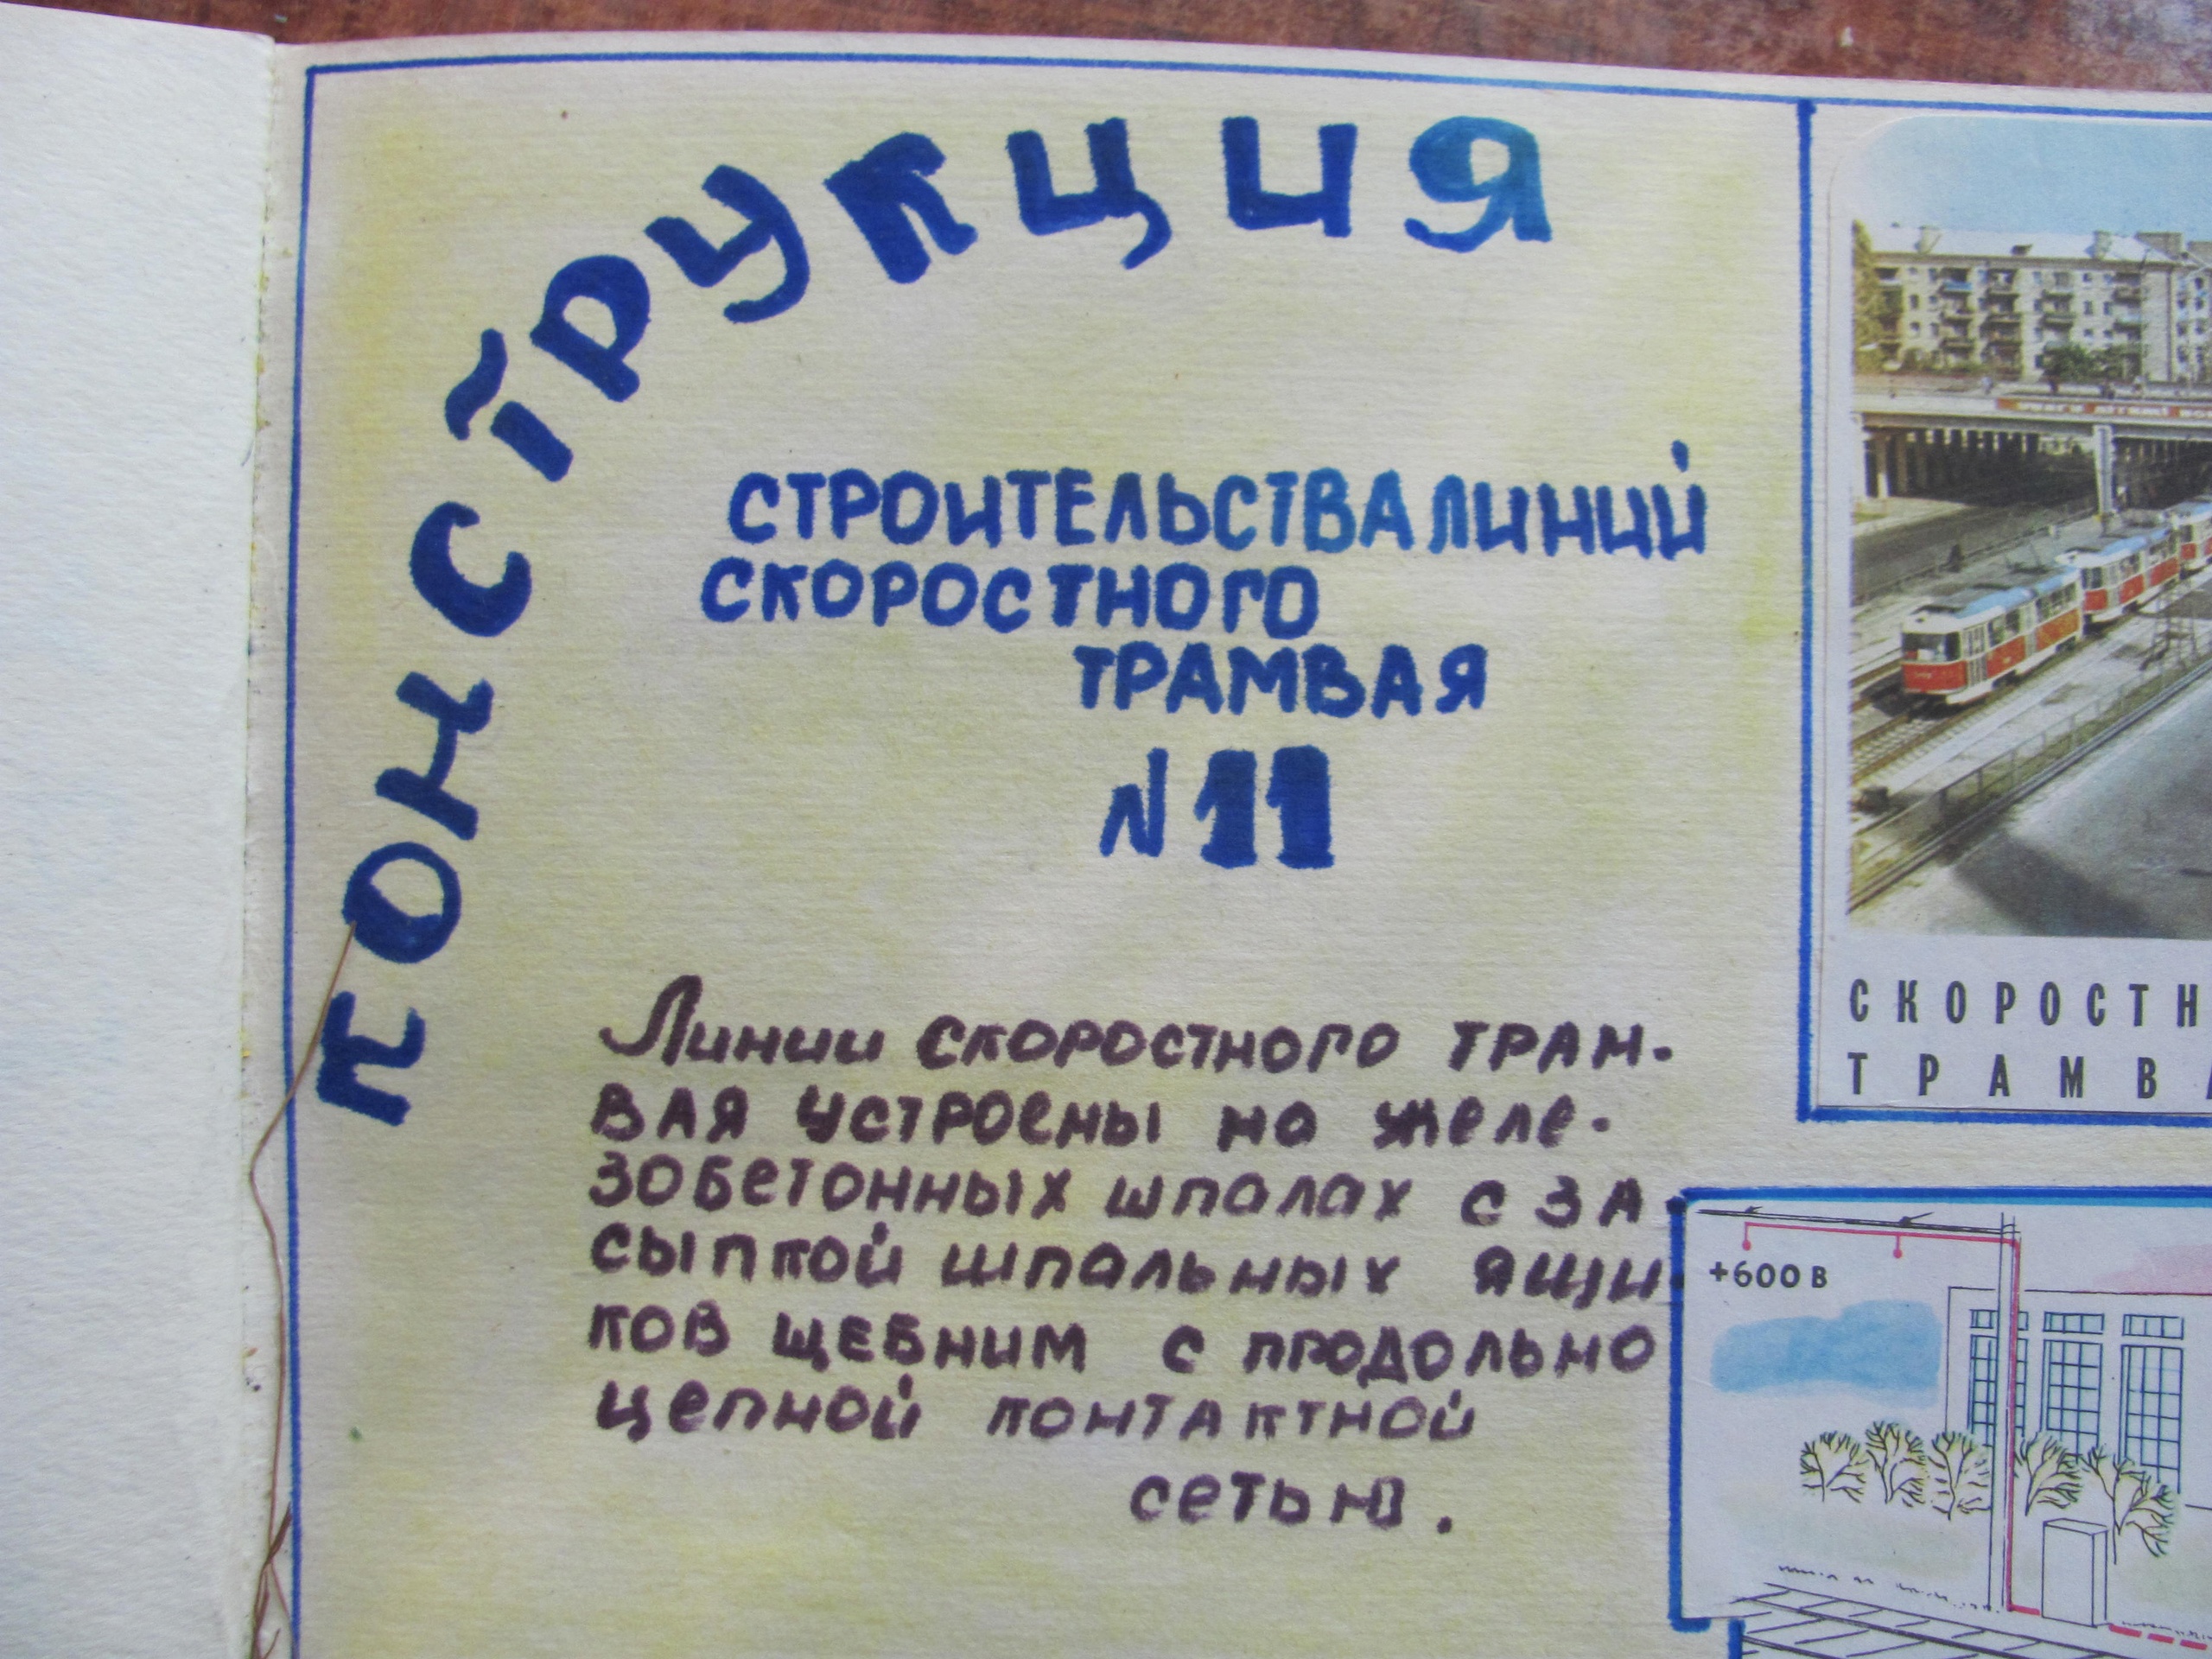 КОНСТРУКЦИЯ
СТРОИТЕЛЬСТВА ЛИНИЙ
СКОРОСТНОГО
ТРАМВАЯ
N 11
Линии скоростного трам-
вая устроены на желе-
зобетонных шпалах с за
сыпкой шпальных ящи
ков щебним с продольно
цепной контактной
сетью.
СКОРОСТН
ТРАМВА
+600 В